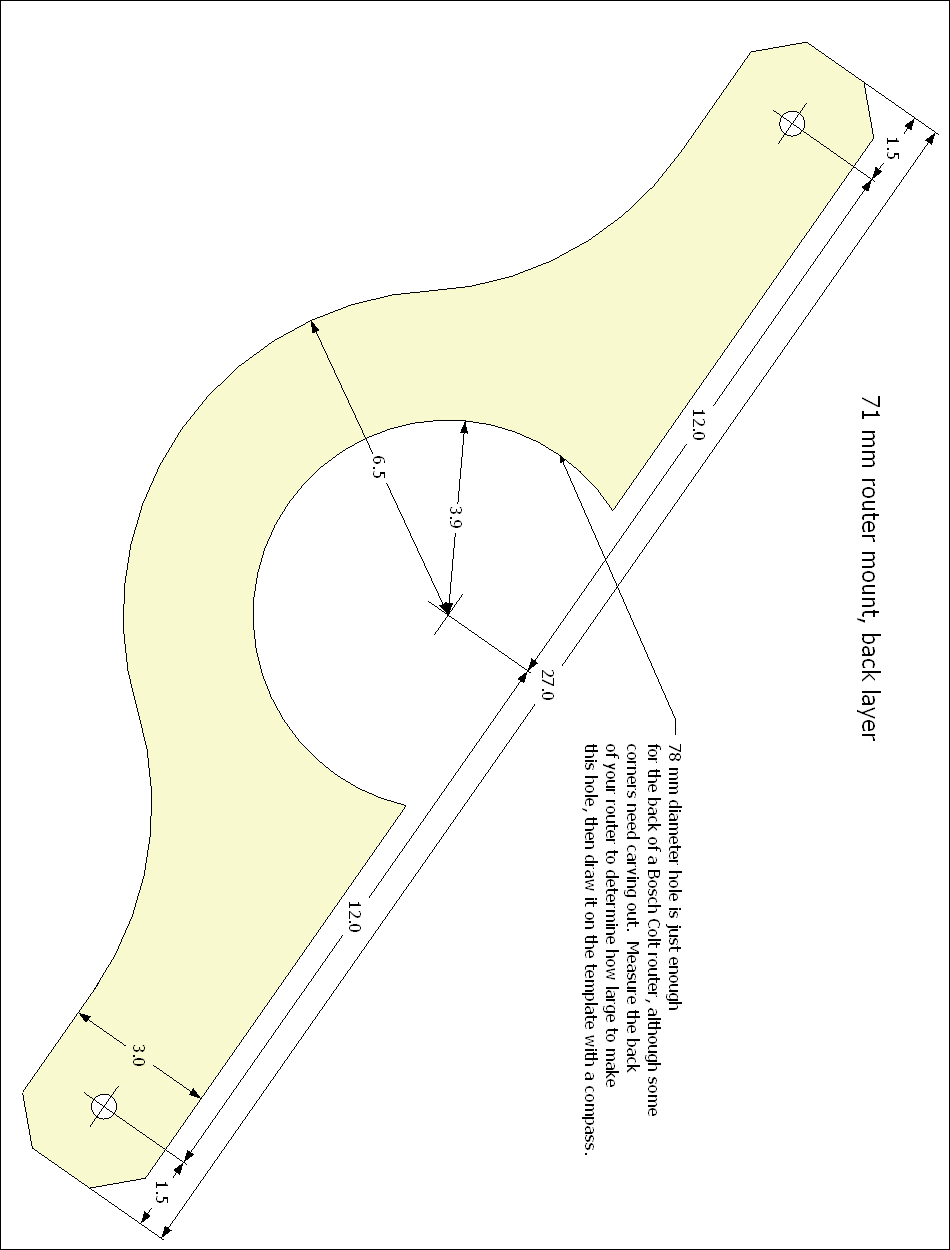 71 mm router mount, back layer
78 mm diameter hole is just enough
for the back of a Bosch Colt router, although some
corners need carving out.  Measure the back
of your router to determine how large to make
this hole, then draw it on the template with a compass.
1.5
12.0
27.0
12.0
1.5
3.0
6.5
3.9